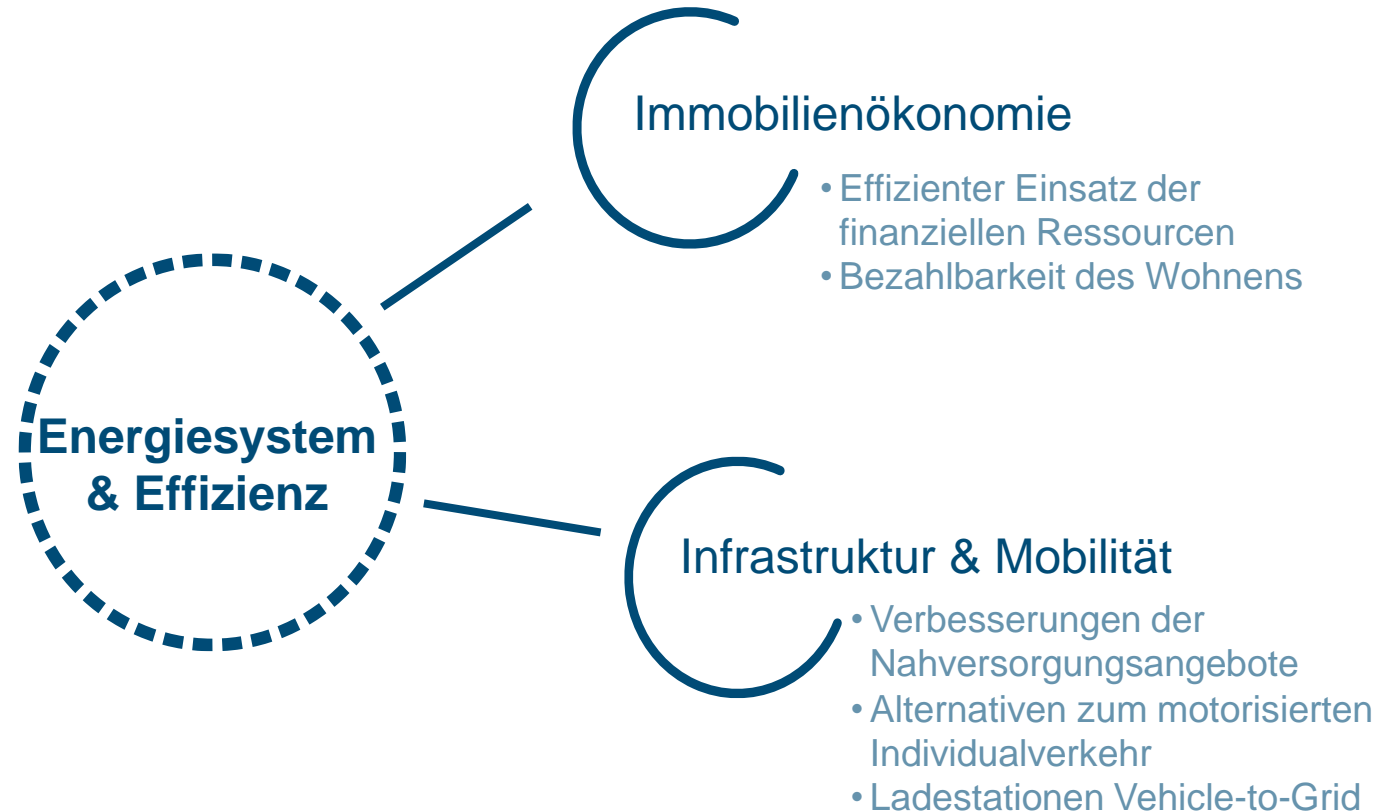 Immobilienökonomie
• Effizienter Einsatz der
finanziellen Ressourcen
• Bezahlbarkeit des Wohnens
Energiesystem
& Effizienz
Infrastruktur & Mobilität
• Verbesserungen der
Nahversorgungsangebote
• Alternativen zum motorisierten
Individualverkehr
• Ladestationen Vehicle-to-Grid